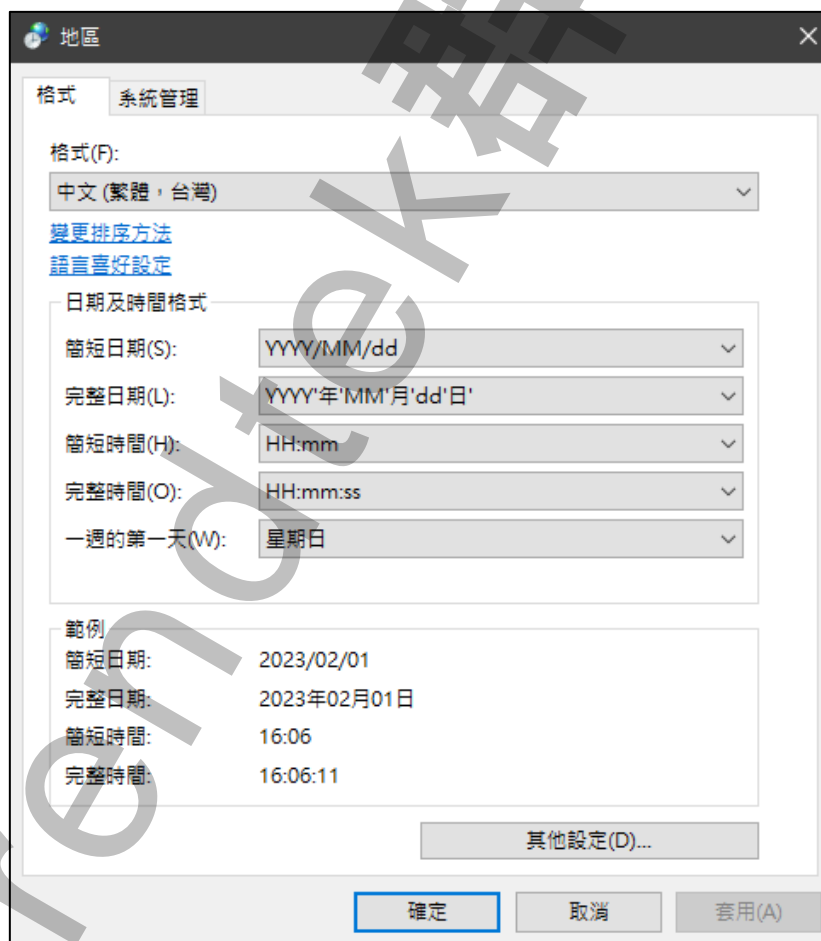 地區
格式
系統管理
格式(F):
中文 (繁體，台灣)
變更排序方法
語言喜好設定
日期及時間格式
簡短日期(S): YYYY/MM/dd
完整日期(L): YYYY'年'MM'月'dd'日'
簡短時間(H): HH:mm
完整時間(O): HH:mm:ss
一週的第一天(W): 星期日
範例
簡短日期: 2023/02/01
完整日期: 2023年02月01日
簡短時間: 16:06
完整時間: 16:06:11
其他設定(D)...
確定 取消 套用(A)
rendtek